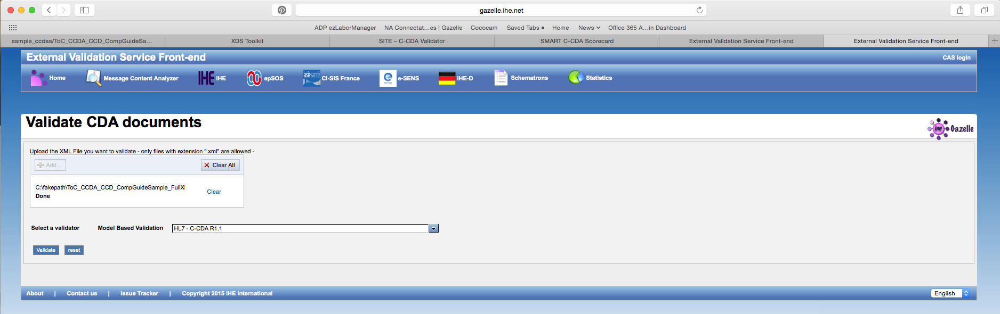 gazelle.ihe.net
ADP ezLaborManager NA Connectat...es | Gazelle Cococam Saved Tabs Home News Office 365 A...in Dashboard
sample_ccdas/ToC_CCDA_CCD_CompGuideSa... XDS Toolkit SITE – C-CDA Validator SMART C-CDA Scorecard External Validation Service Front-end External Validation Service Front-end
External Validation Service Front-end CAS login
Home Message Content Analyzer IHE IHE epSOS asipsanté CI-SIS France e SENS e-SENS IHE-D Schematrons Statistics
Validate CDA documents
IHE Gazelle
Upload the XML File you want to validate - only files with extension ".xml" are allowed -
Add... Clear All
C:\fakepath\ToC_CCDA_CCD_CompGuideSample_FullXI
Clear
Done
Select a validator Model Based Validation HL7 - C-CDA R1.1
Validate reset
About | Contact us | Issue Tracker | Copyright 2015 IHE International English